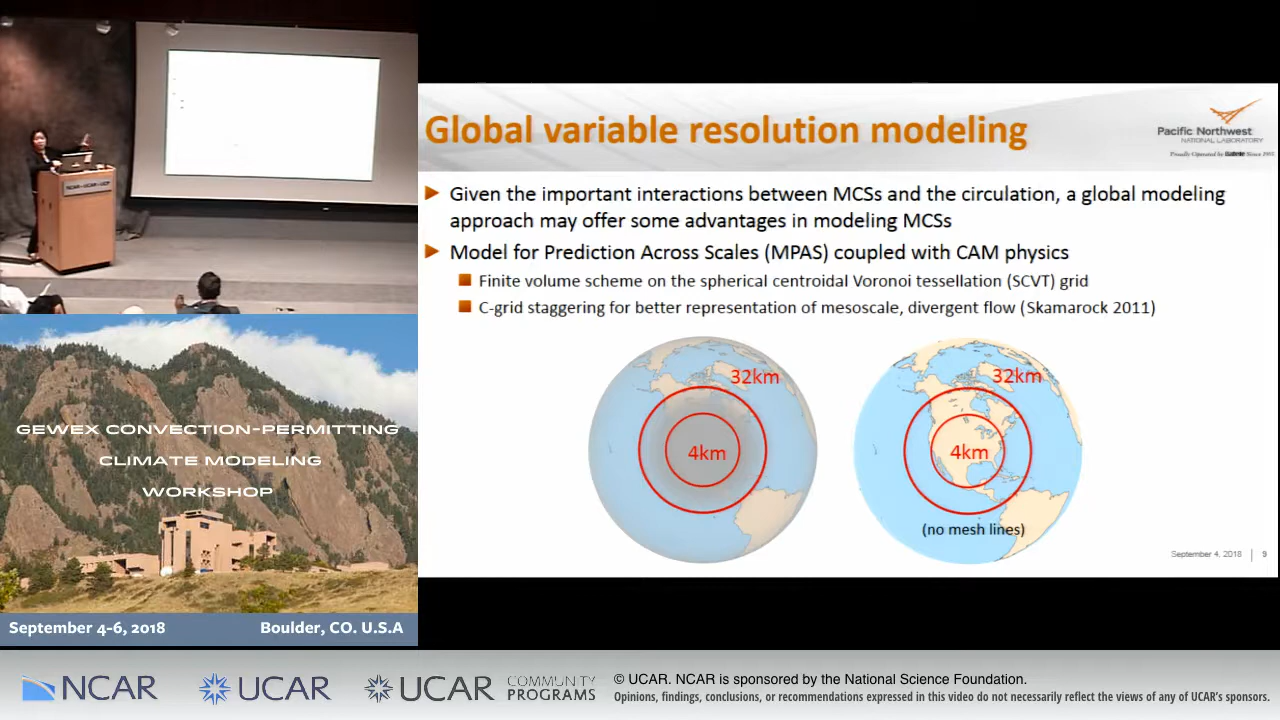 NCAR-UCAR-UCP
GEWEX CONVECTION-PERMITTING
CLIMATE MODELING
WORKSHOP
September 4-6, 2018
Boulder, CO. U.S.A
Global variable resolution modeling
Pacific Northwest
NATIONAL LABORATORY
Proudly Operated by Battelle Since 1965
Given the important interactions between MCSs and the circulation, a global modeling
approach may offer some advantages in modeling MCSs
Model for Prediction Across Scales (MPAS) coupled with CAM physics
Finite volume scheme on the spherical centroidal Voronoi tessellation (SCVT) grid
C-grid staggering for better representation of mesoscale, divergent flow (Skamarock 2011)
32km
4km
32km
4km
(no mesh lines)
September 4, 2018 | 9
NCAR
UCAR
UCAR
COMMUNITY
PROGRAMS
© UCAR. NCAR is sponsored by the National Science Foundation.
Opinions, findings, conclusions, or recommendations expressed in this video do not necessarily reflect the views of any of UCAR's sponsors.